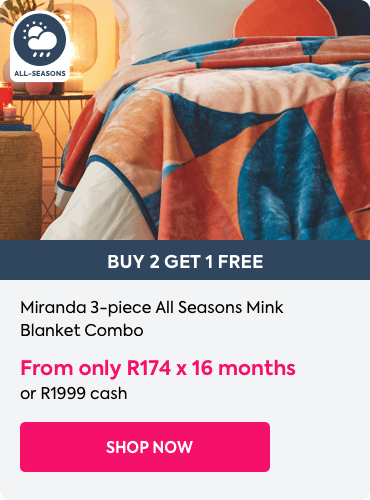 ALL-SEASONS
BUY 2 GET 1 FREE
Miranda 3-piece All Seasons Mink
Blanket Combo
From only R174 x 16 months
or R1999 cash
SHOP NOW